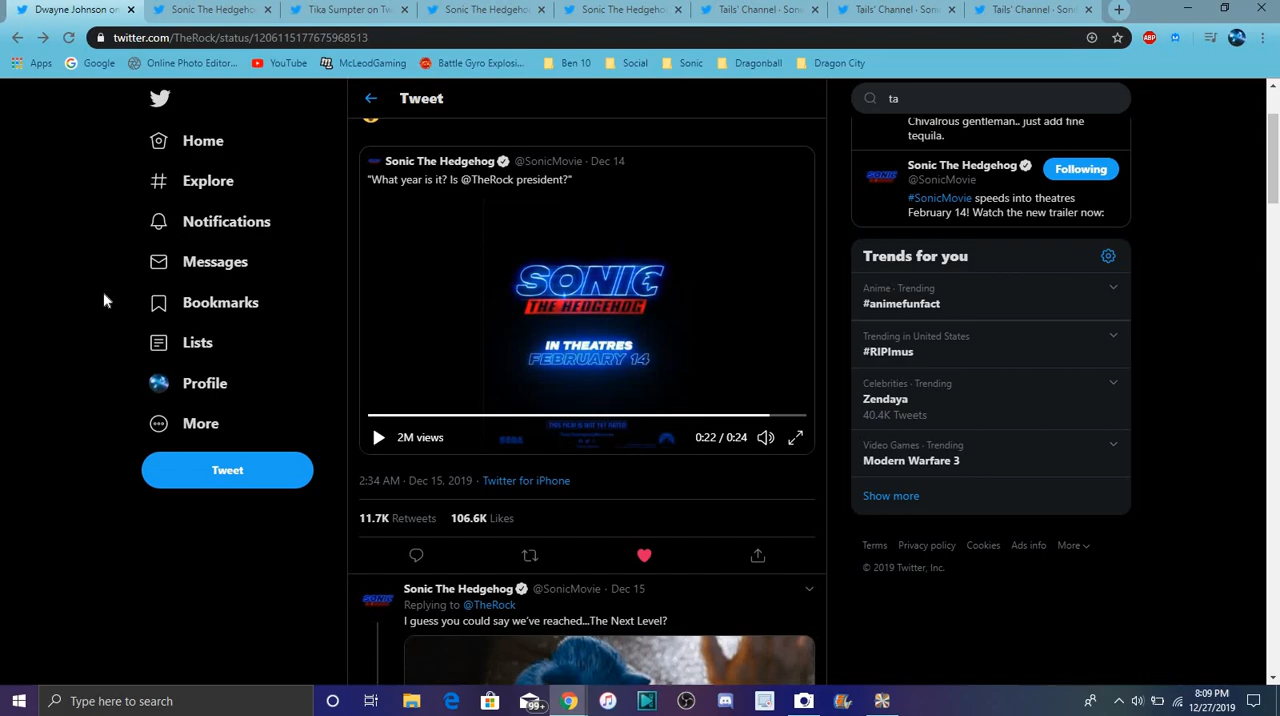 Dwayne Johnson on
Sonic The Hedgeho
Tika Sumpter on Tw
Sonic The Hedgeho
Sonic The Hedgeho
Tails' Channel · Son
Tails' Channel · Son
Tails' Channel · Son
twitter.com/TheRock/status/1206115177675968513
ABP
Apps
Google
Online Photo Editor...
YouTube
McLeodGaming
Battle Gyro Explosi...
Ben 10
Social
Sonic
Dragonball
Dragon City
Home
Explore
Notifications
Messages
Bookmarks
Lists
Profile
More
Tweet
Tweet
Sonic The Hedgehog @SonicMovie · Dec 14
"What year is it? Is @TheRock president?"
SONIC
THE HEDGEHOG
IN THEATRES
FEBRUARY 14
THIS FILM IS NOT YET RATED
SEGA
2M views
0:22 / 0:24
2:34 AM · Dec 15, 2019 · Twitter for iPhone
11.7K Retweets 106.6K Likes
Sonic The Hedgehog @SonicMovie · Dec 15
Replying to @TheRock
I guess you could say we've reached...The Next Level?
ta
Chivalrous gentleman.. just add fine
tequila.
Sonic The Hedgehog
@SonicMovie
Following
#SonicMovie speeds into theatres
February 14! Watch the new trailer now:
Trends for you
Anime · Trending
#animefunfact
Trending in United States
#RIPImus
Celebrities · Trending
Zendaya
40.4K Tweets
Video Games · Trending
Modern Warfare 3
Show more
Terms Privacy policy Cookies Ads info More
© 2019 Twitter, Inc.
Type here to search
99+
8:09 PM
12/27/2019